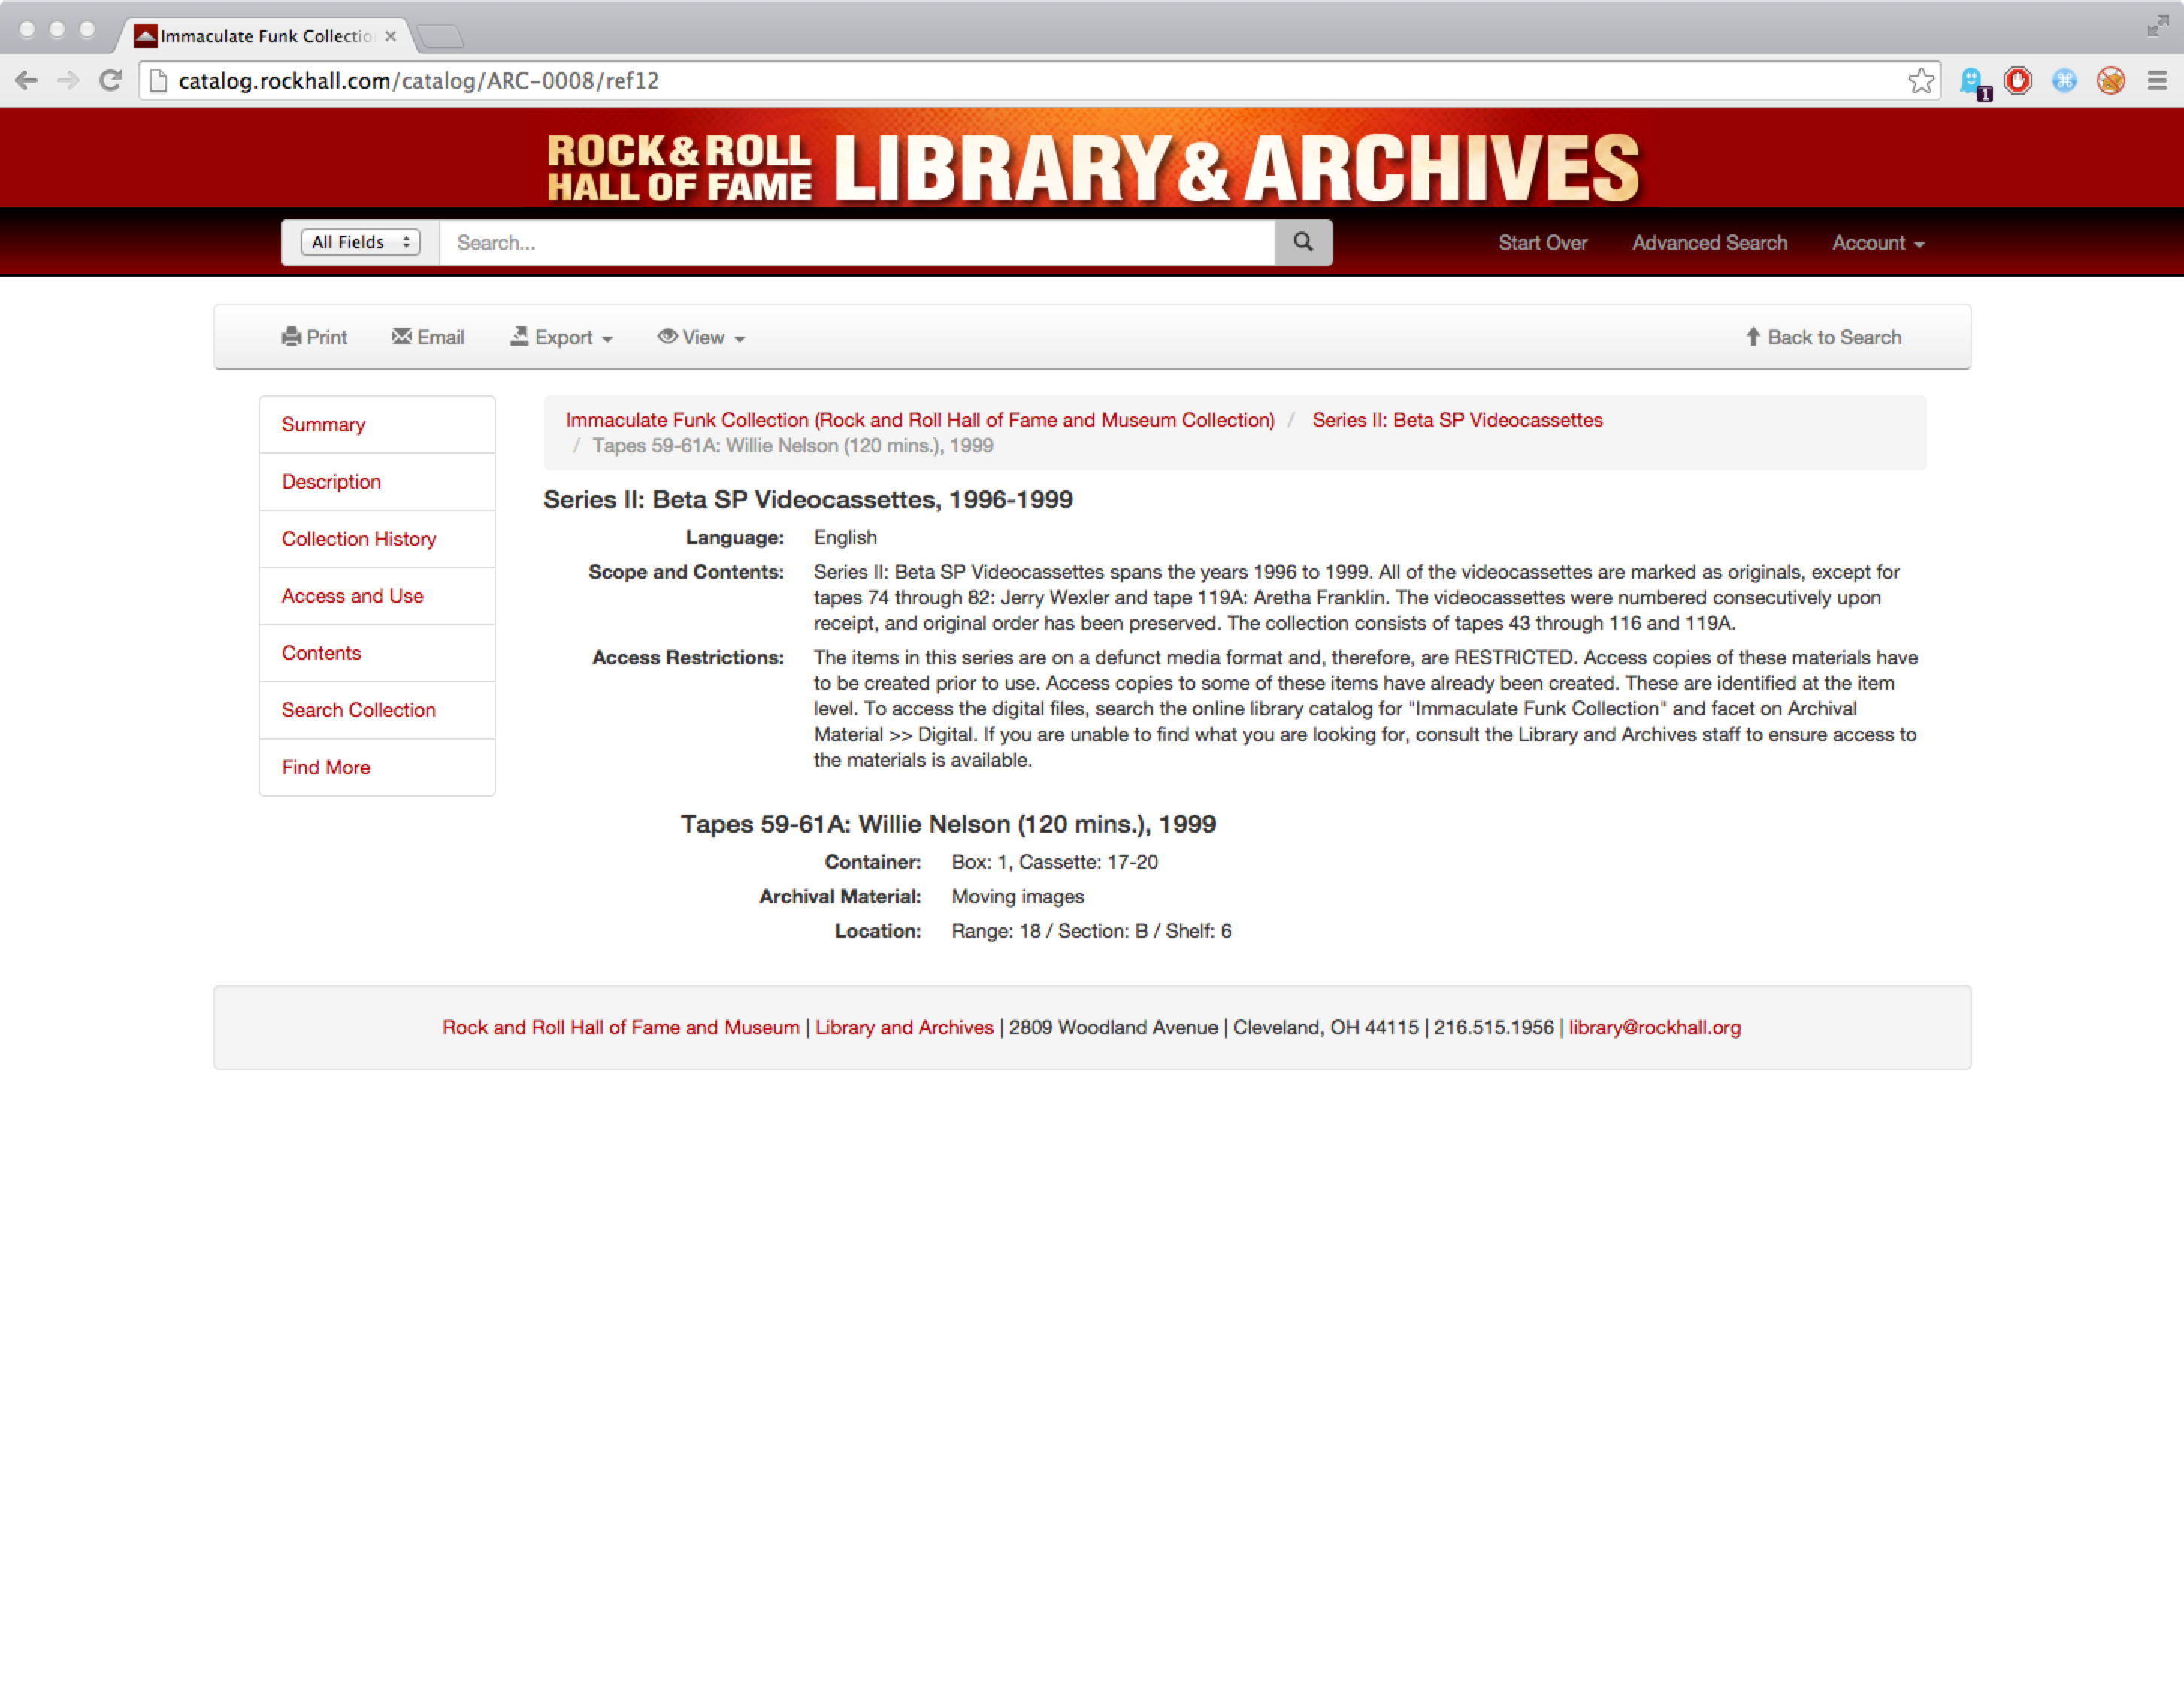 Immaculate Funk Collectio
catalog.rockhall.com/catalog/ARC-0008/ref12
1
ROCK & ROLL HALL OF FAME LIBRARY & ARCHIVES
All Fields Search... Start Over Advanced Search Account
Print Email Export View Back to Search
Summary
Description
Collection History
Access and Use
Contents
Search Collection
Find More
Immaculate Funk Collection (Rock and Roll Hall of Fame and Museum Collection) / Series II: Beta SP Videocassettes
/ Tapes 59-61A: Willie Nelson (120 mins.), 1999
Series II: Beta SP Videocassettes, 1996-1999
Language: English
Scope and Contents: Series II: Beta SP Videocassettes spans the years 1996 to 1999. All of the videocassettes are marked as originals, except for
tapes 74 through 82: Jerry Wexler and tape 119A: Aretha Franklin. The videocassettes were numbered consecutively upon
receipt, and original order has been preserved. The collection consists of tapes 43 through 116 and 119A.
Access Restrictions: The items in this series are on a defunct media format and, therefore, are RESTRICTED. Access copies of these materials have
to be created prior to use. Access copies to some of these items have already been created. These are identified at the item
level. To access the digital files, search the online library catalog for "Immaculate Funk Collection" and facet on Archival
Material >> Digital. If you are unable to find what you are looking for, consult the Library and Archives staff to ensure access to
the materials is available.
Tapes 59-61A: Willie Nelson (120 mins.), 1999
Container: Box: 1, Cassette: 17-20
Archival Material: Moving images
Location: Range: 18 / Section: B / Shelf: 6
Rock and Roll Hall of Fame and Museum | Library and Archives | 2809 Woodland Avenue | Cleveland, OH 44115 | 216.515.1956 | library@rockhall.org